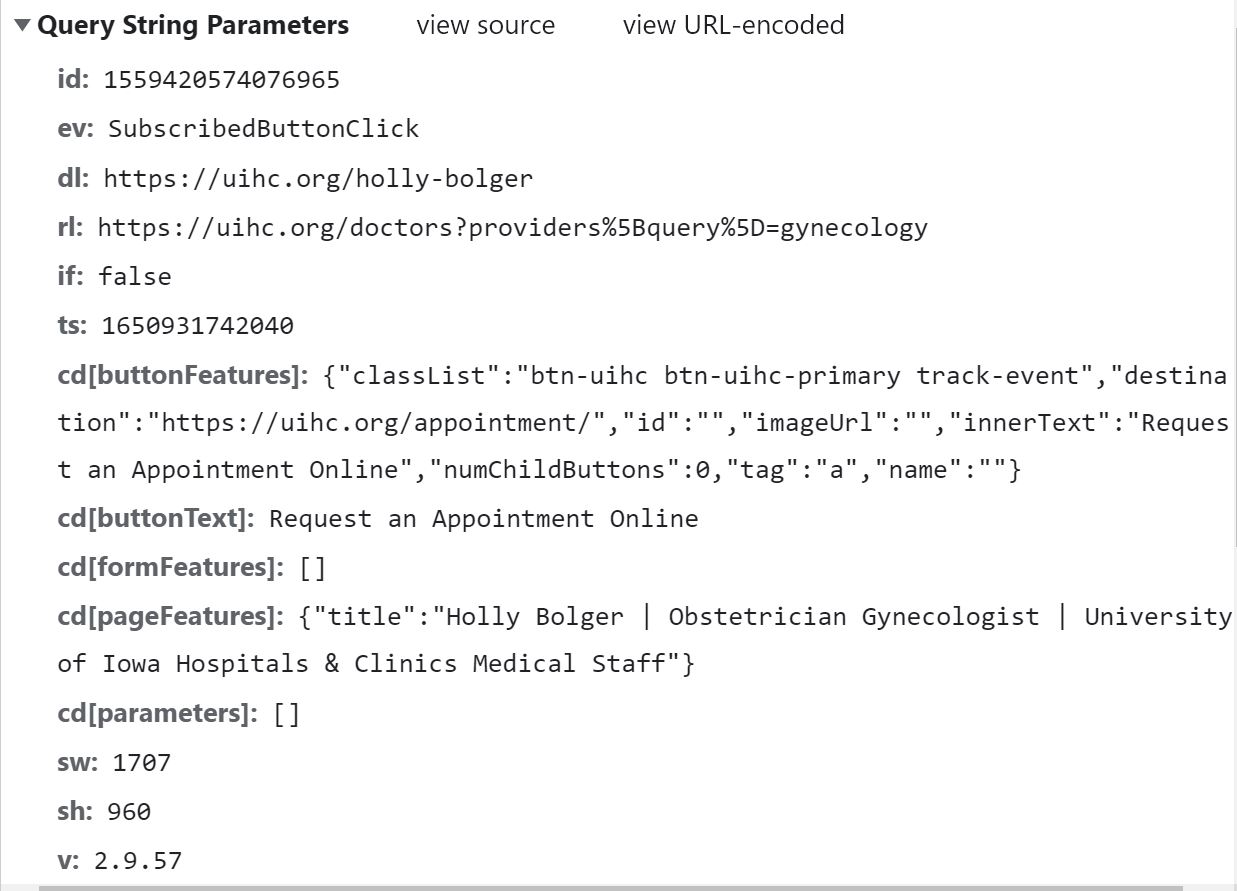 ▼ Query String Parameters view source view URL-encoded
id: 1559420574076965
ev: SubscribedButtonClick
dl: https://uihc.org/holly-bolger
rl: https://uihc.org/doctors?providers%5Bquery%5D=gynecology
if: false
ts: 1650931742040
cd[buttonFeatures]: {"classList":"btn-uihc btn-uihc-primary track-event","destina
tion":"https://uihc.org/appointment/","id":"","imageUrl":"","innerText":"Reques
t an Appointment Online","numChildButtons":0,"tag":"a","name":""}
cd[buttonText]: Request an Appointment Online
cd[formFeatures]: []
cd[pageFeatures]: {"title":"Holly Bolger | Obstetrician Gynecologist | University
of Iowa Hospitals & Clinics Medical Staff"}
cd[parameters]: []
sw: 1707
sh: 960
v: 2.9.57